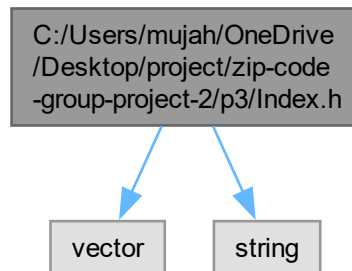 C:/Users/mujah/OneDrive
/Desktop/project/zip-code
-group-project-2/p3/Index.h
vector
string